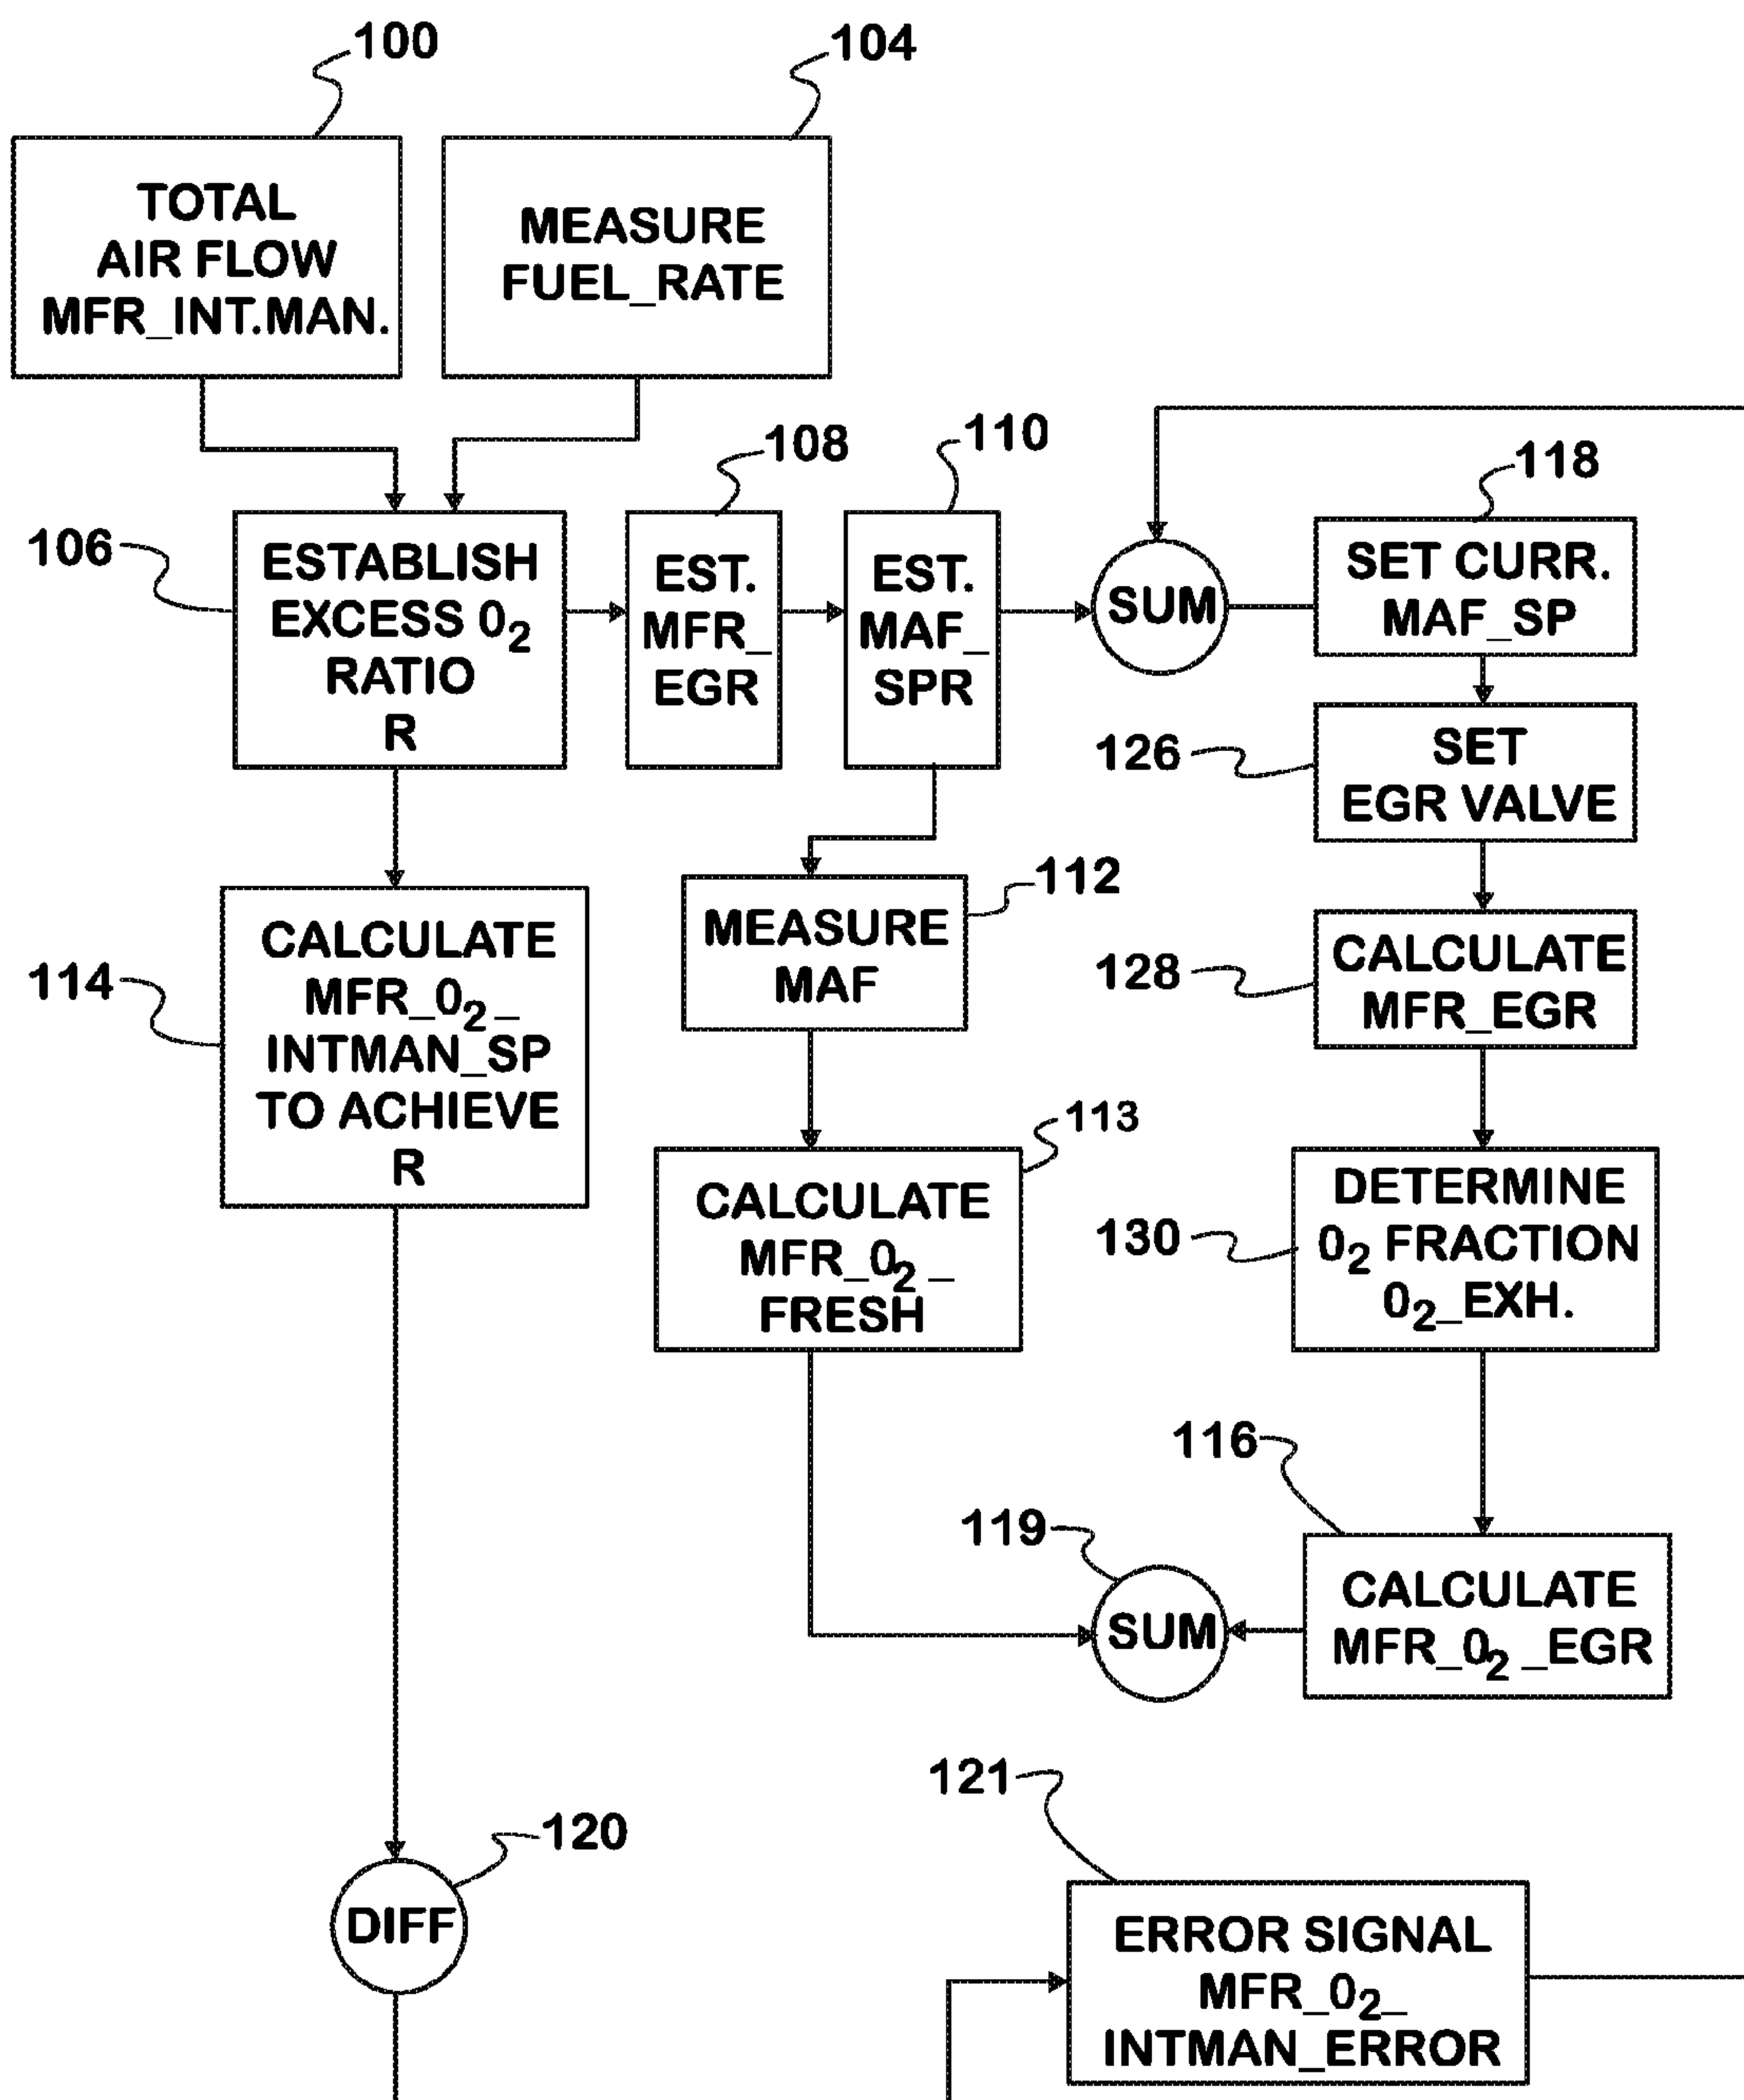 100
104
TOTAL
AIR FLOW
MFR_INT.MAN.
MEASURE
FUEL_RATE
106
ESTABLISH
EXCESS 0₂
RATIO
R
108
EST.
MFR_
EGR
110
EST.
MAF_
SPR
SUM
118
SET CURR.
MAF_SP
126
SET
EGR VALVE
114
CALCULATE
MFR_0₂_
INTMAN_SP
TO ACHIEVE
R
112
MEASURE
MAF
128
CALCULATE
MFR_EGR
113
CALCULATE
MFR_0₂_
FRESH
130
DETERMINE
0₂ FRACTION
0₂_EXH.
116
119
SUM
CALCULATE
MFR_0₂_EGR
120
DIFF
121
ERROR SIGNAL
MFR_0₂_
INTMAN_ERROR